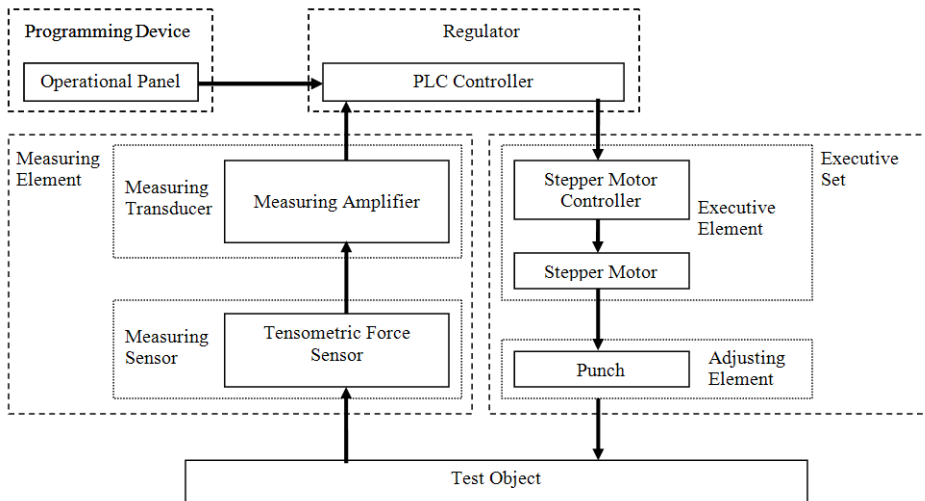 Programming Device
Operational Panel
Regulator
PLC Controller
Measuring
Element
Measuring
Transducer
Measuring Amplifier
Measuring
Sensor
Tensometric Force
Sensor
Stepper Motor
Controller
Executive
Element
Executive
Set
Stepper Motor
Punch
Adjusting
Element
Test Object